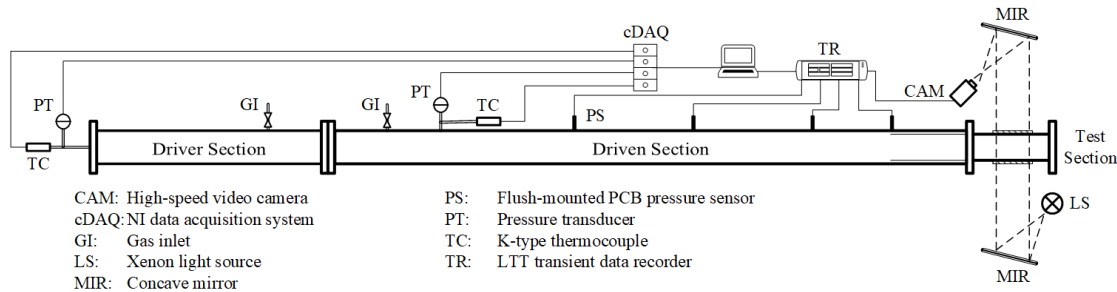 MIR
cDAQ
TR
CAM
PT
GI
GI
PT
TC
PS
TC
Driver Section
Driven Section
Test
Section
CAM: High-speed video camera
cDAQ: NI data acquisition system
GI: Gas inlet
LS: Xenon light source
MIR: Concave mirror
PS: Flush-mounted PCB pressure sensor
PT: Pressure transducer
TC: K-type thermocouple
TR: LTT transient data recorder
LS
MIR